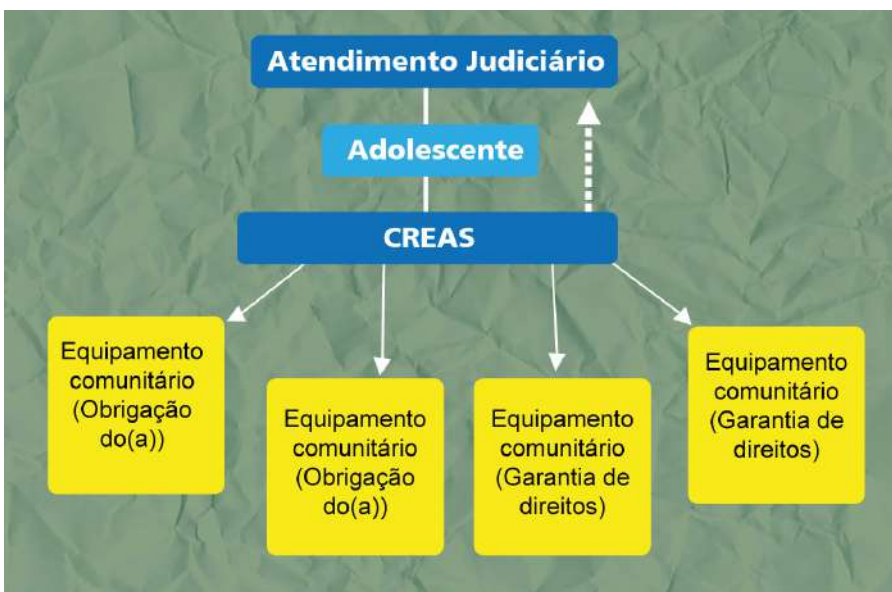 Atendimento Judiciário
Adolescente
CREAS
Equipamento
comunitário
(Obrigação
do(a))
Equipamento
comunitário
(Obrigação
do(a))
Equipamento
comunitário
(Garantia de
direitos)
Equipamento
comunitário
(Garantia de
direitos)